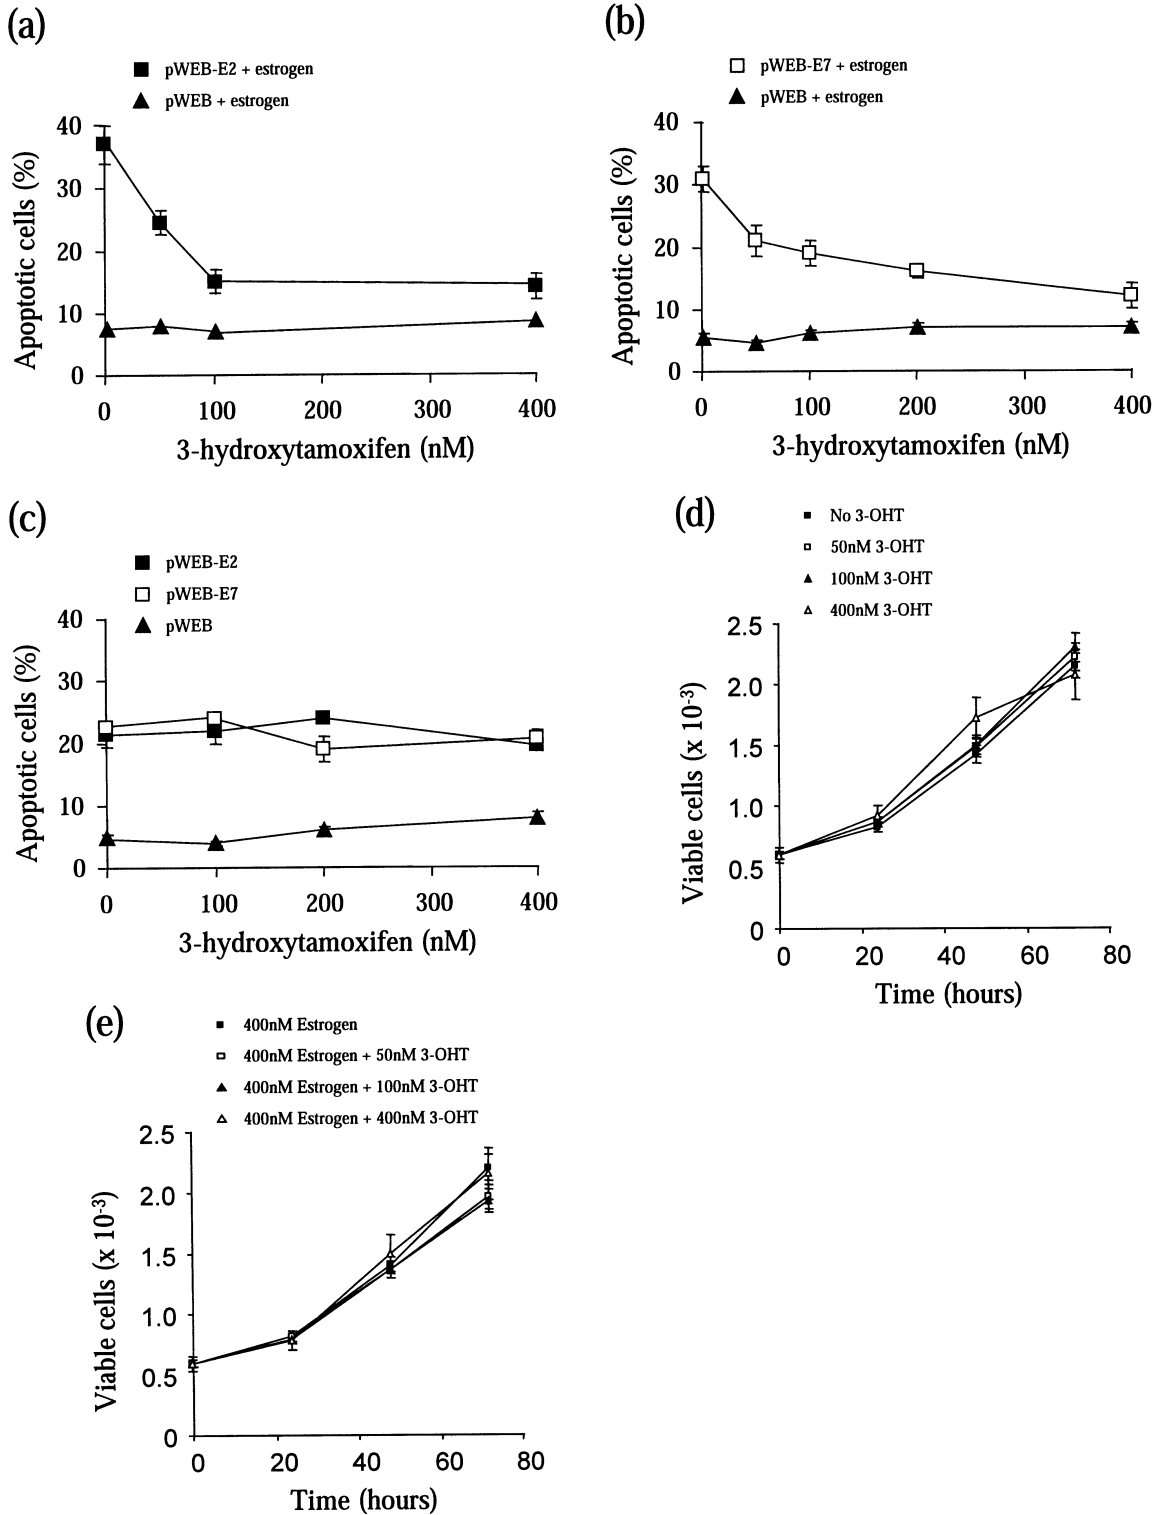 (a)
pWEB-E2 + estrogen
pWEB + estrogen
40
30
20
10
0
Apoptotic cells (%)
0 100 200 300 400
3-hydroxytamoxifen (nM)
(b)
pWEB-E7 + estrogen
pWEB + estrogen
40
30
20
10
0
Apoptotic cells (%)
0 100 200 300 400
3-hydroxytamoxifen (nM)
(c)
pWEB-E2
pWEB-E7
pWEB
40
30
20
10
0
Apoptotic cells (%)
0 100 200 300 400
3-hydroxytamoxifen (nM)
(d)
No 3-OHT
50nM 3-OHT
100nM 3-OHT
400nM 3-OHT
2.5
2.0
1.5
1.0
0.5
0
Viable cells (x 10-3)
0 20 40 60 80
Time (hours)
(e)
400nM Estrogen
400nM Estrogen + 50nM 3-OHT
400nM Estrogen + 100nM 3-OHT
400nM Estrogen + 400nM 3-OHT
2.5
2.0
1.5
1.0
0.5
0
Viable cells (x 10-3)
0 20 40 60 80
Time (hours)